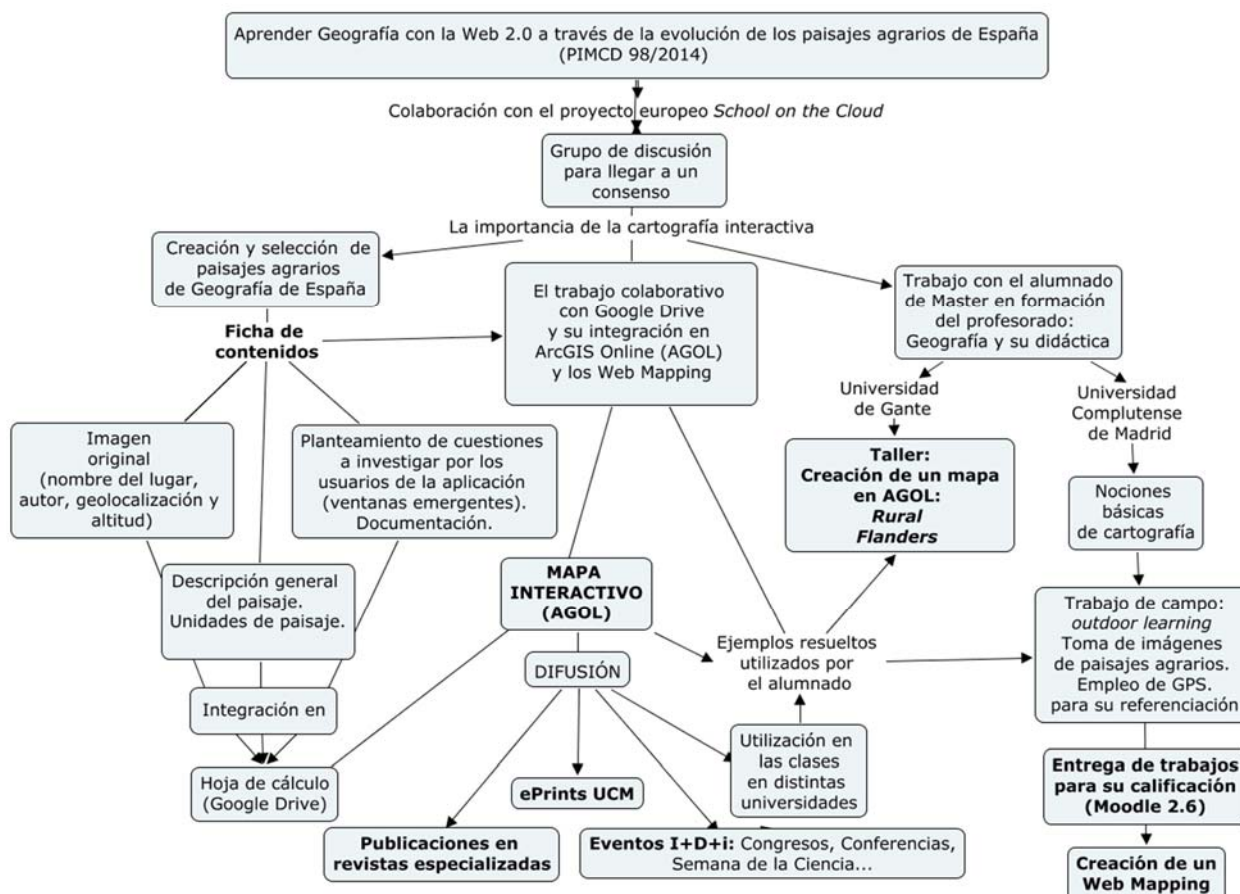 Aprender Geografía con la Web 2.0 a través de la evolución de los paisajes agrarios de España
(PIMCD 98/2014)
Colaboración con el proyecto europeo School on the Cloud
Grupo de discusión
para llegar a un
consenso
La importancia de la cartografía interactiva
Creación y selección de
paisajes agrarios
de Geografía de España
El trabajo colaborativo
con Google Drive
y su integración en
ArcGIS Online (AGOL)
y los Web Mapping
Trabajo con el alumnado
de Master en formación
del profesorado:
Geografía y su didáctica
Ficha de
contenidos
Universidad
de Gante
Universidad
Complutense
de Madrid
Imagen
original
(nombre del lugar,
autor, geolocalización y
altitud)
Planteamiento de cuestiones
a investigar por los
usuarios de la aplicación
(ventanas emergentes).
Documentación.
Taller:
Creación de un mapa
en AGOL:
Rural
Flanders
Nociones
básicas
de cartografía
Descripción general
del paisaje.
Unidades de paisaje.
MAPA
INTERACTIVO
(AGOL)
Trabajo de campo:
outdoor learning
Toma de imágenes
de paisajes agrarios.
Empleo de GPS.
para su referenciación
Ejemplos resueltos
utilizados por
el alumnado
DIFUSIÓN
Integración en
Hoja de cálculo
(Google Drive)
Utilización en
las clases
en distintas
universidades
ePrints UCM
Entrega de trabajos
para su calificación
(Moodle 2.6)
Publicaciones en
revistas especializadas
Eventos I+D+i: Congresos, Conferencias,
Semana de la Ciencia...
Creación de un
Web Mapping